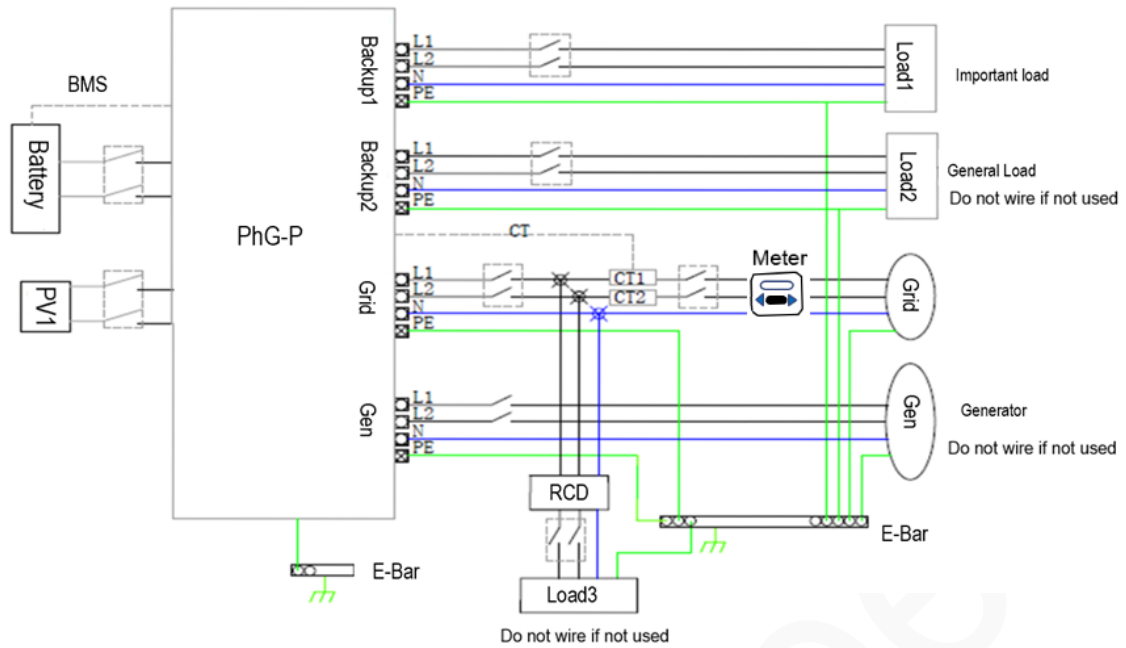 BMS
Battery
PV1
PhG-P
Backup1
L1
L2
N
PE
Load1
Important load
Backup2
L1
L2
N
PE
Load2
General Load
Do not wire if not used
CT
Grid
L1
L2
N
PE
CT1
CT2
Meter
Grid
Gen
L1
L2
N
PE
Gen
Generator
Do not wire if not used
RCD
E-Bar
E-Bar
Load3
Do not wire if not used